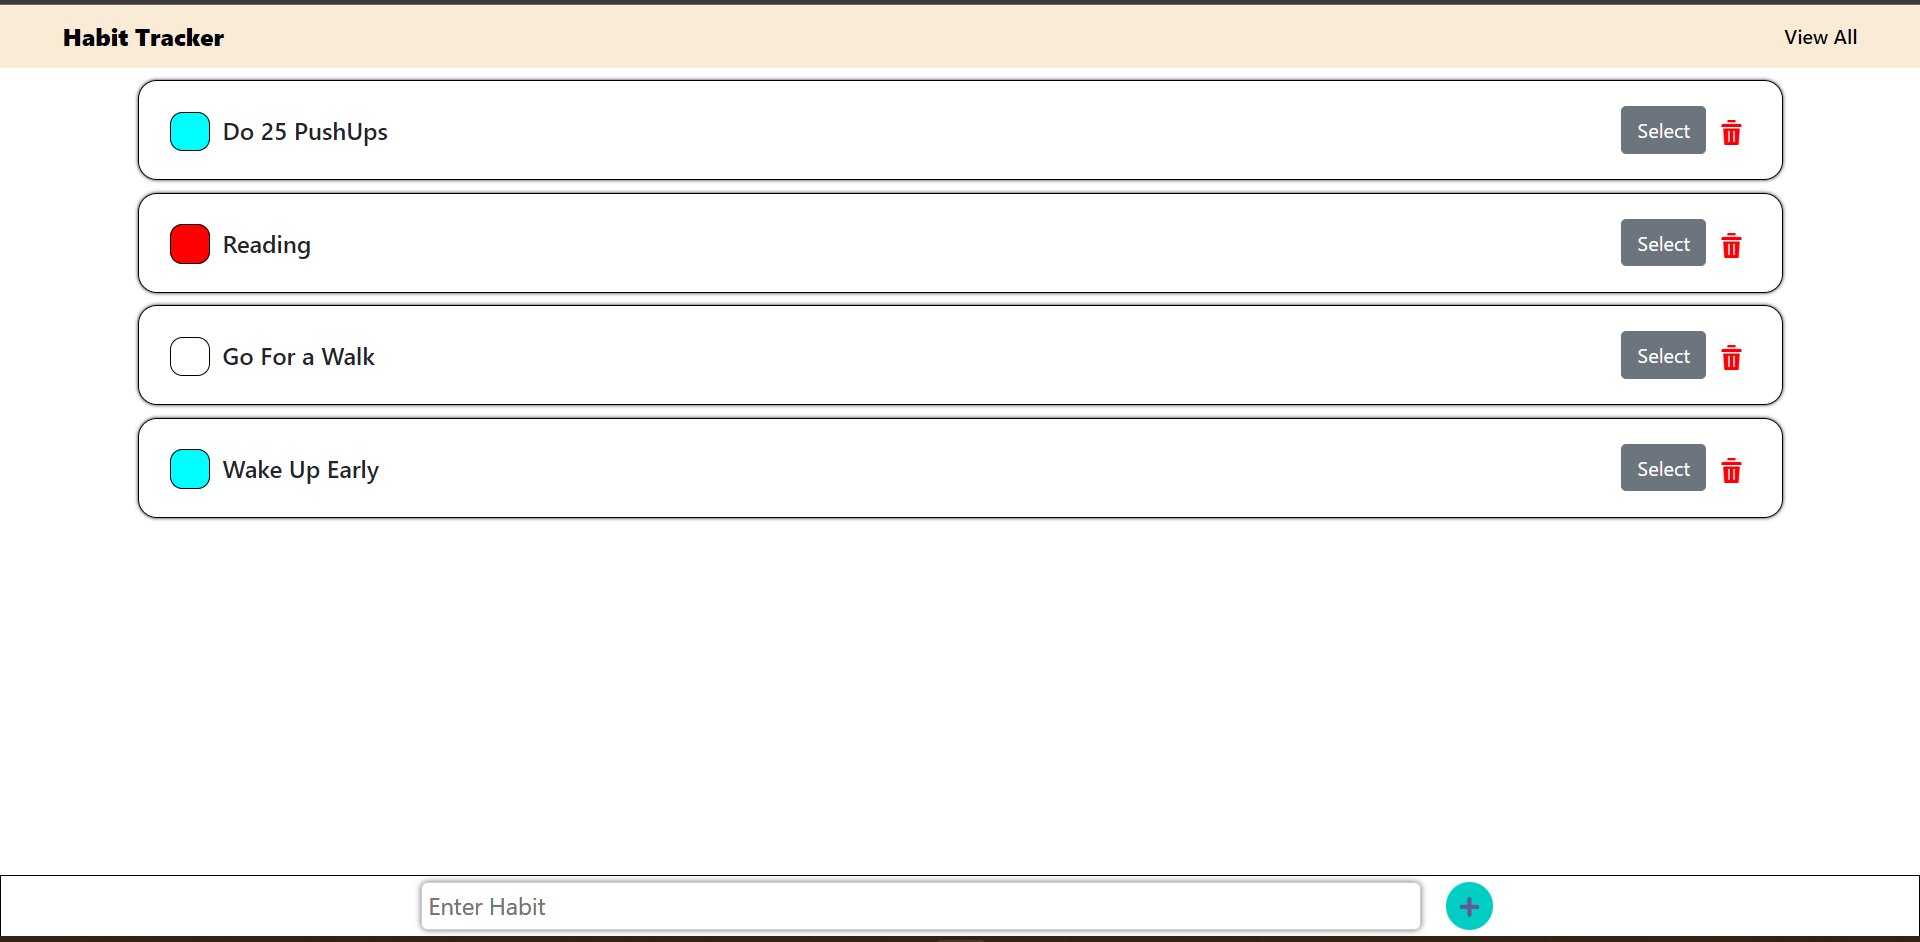 Habit Tracker View All
Do 25 PushUps Select
Reading Select
Go For a Walk Select
Wake Up Early Select
Enter Habit +